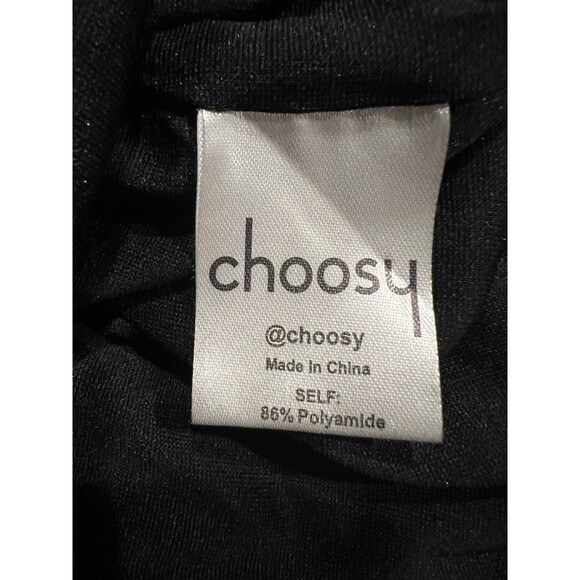 choosy
@choosy
Made in China
SELF:
86% Polyamide